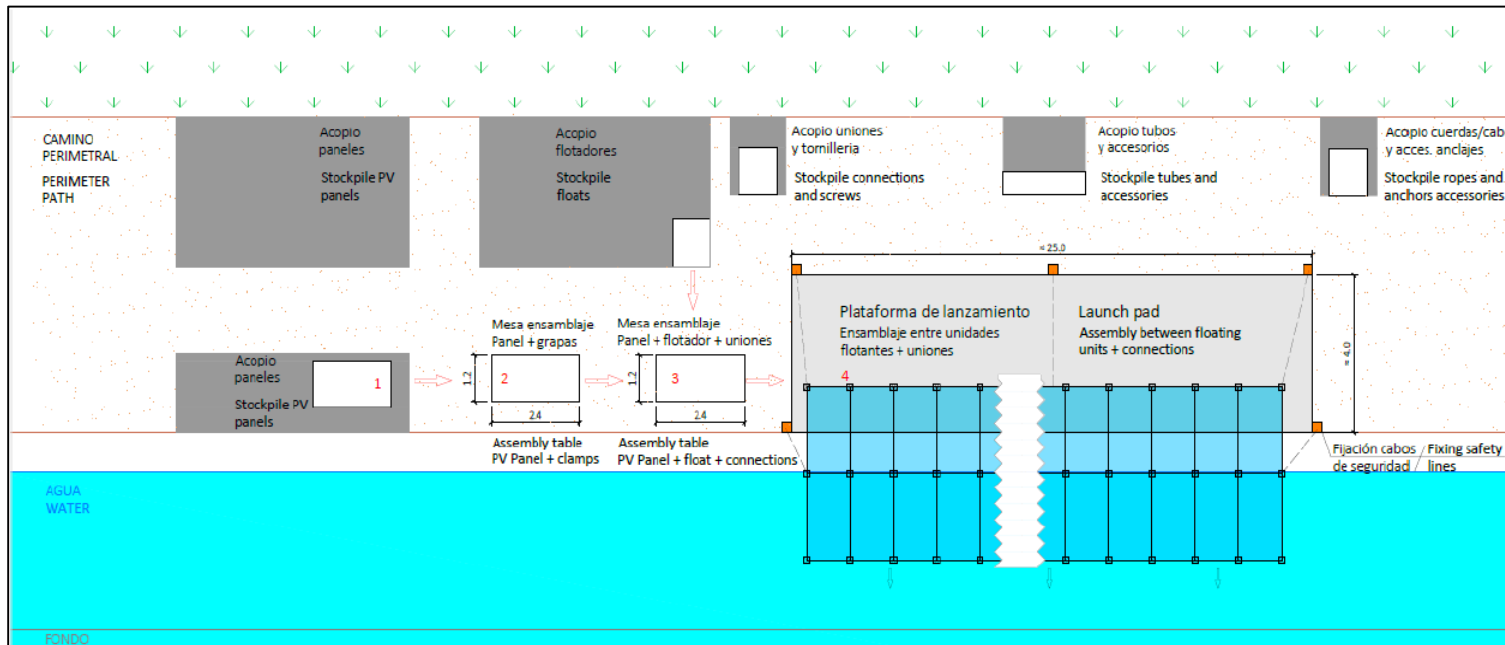 CAMINO
PERIMETRAL
PERIMETER
PATH
Acopio
paneles
Stockpile PV
panels
Acopio
flotadores
Stockpile
floats
Acopio uniones
y tornilleria
Stockpile connections
and screws
Acopio tubos
y accesorios
Stockpile tubes and
accessories
Acopio cuerdas/cab
y acces. anclajes
Stockpile ropes and
anchors accessories
≈ 25.0
Plataforma de lanzamiento
Ensamblaje entre unidades
flotantes + uniones
Launch pad
Assembly between floating
units + connections
≈ 4.0
Acopio
paneles
Stockpile PV
panels
1
Mesa ensamblaje
Panel + grapas
1.2
2
2.4
Assembly table
PV Panel + clamps
Mesa ensamblaje
Panel + flotador + uniones
1.2
3
2.4
Assembly table
PV Panel + float + connections
4
Fijación cabos
de seguridad
/ Fixing safety
lines
AGUA
WATER
FONDO